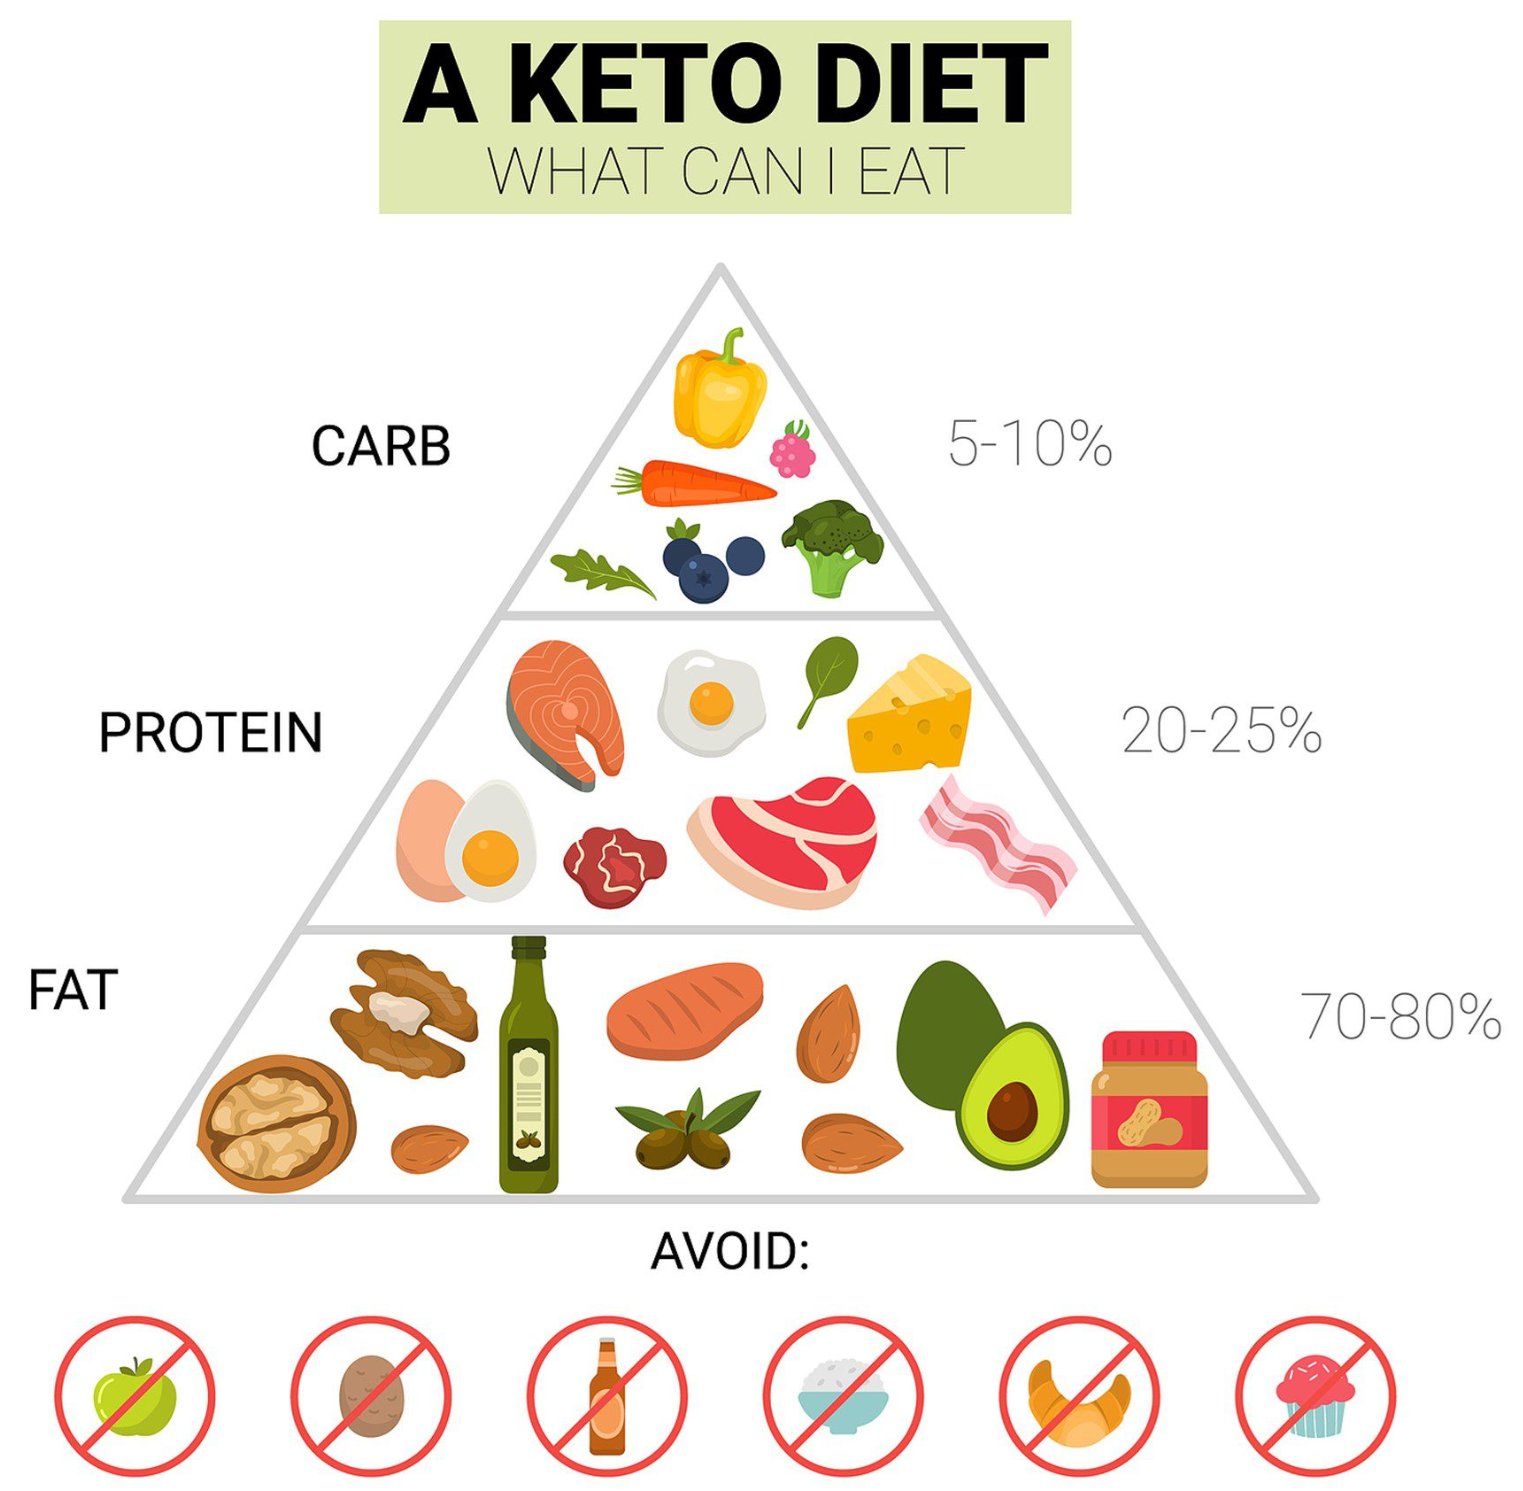 A KETO DIET
WHAT CAN I EAT
CARB
5-10%
PROTEIN
20-25%
FAT
70-80%
AVOID: